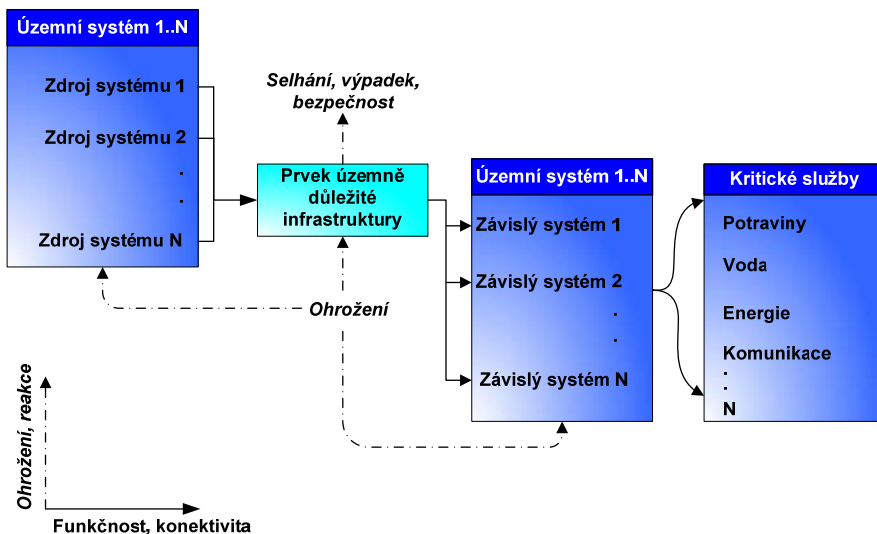 Územní systém 1..N
Zdroj systému 1
Zdroj systému 2
.
.
Zdroj systému N
Selhání, výpadek,
bezpečnost
Prvek územně
důležité
infrastruktury
Ohrožení
Územní systém 1..N
Závislý systém 1
Závislý systém 2
.
.
Závislý systém N
Kritické služby
Potraviny
Voda
Energie
Komunikace
.
.
N
Ohrožení, reakce
Funkčnost, konektivita